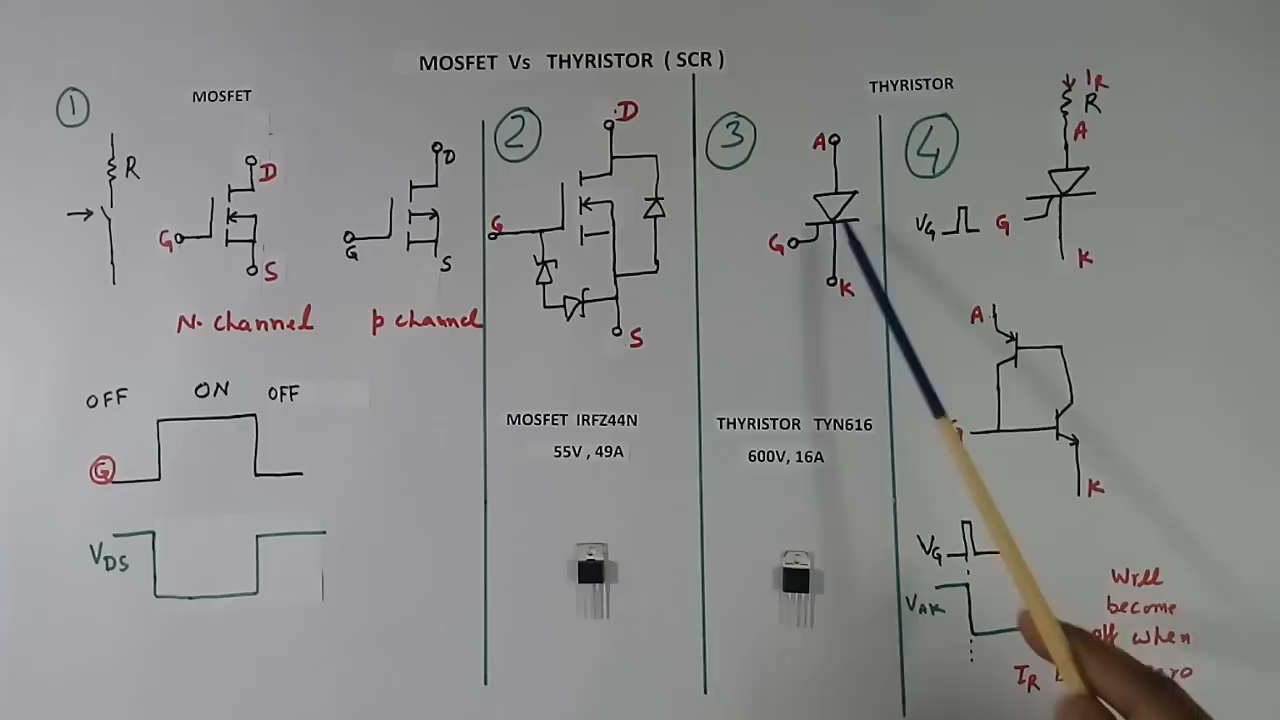 MOSFET Vs THYRISTOR ( SCR )
1
MOSFET
R
D
G
S
N- Channel
D
G
S
P channel
OFF ON OFF
G
VDS
2
D
G
S
MOSFET IRFZ44N
55V , 49A
3
A
G
K
THYRISTOR TYN616
600V, 16A
THYRISTOR
4
IR
R
A
VG
G
K
A
K
VG
VAK
Will
become
when
IR